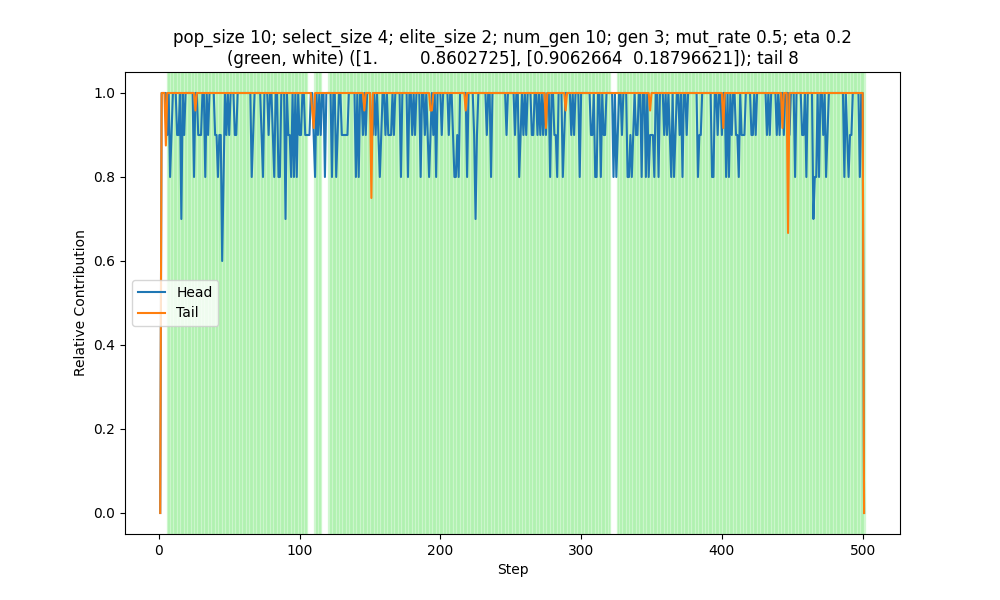 pop_size 10; select_size 4; elite_size 2; num_gen 10; gen 3; mut_rate 0.5; eta 0.2
(green, white) ([1.         0.8602725], [0.9062664  0.18796621]); tail 8
1.0
0.8
0.6
0.4
0.2
0.0
Relative Contribution
Head
Tail
0
100
200
300
400
500
Step